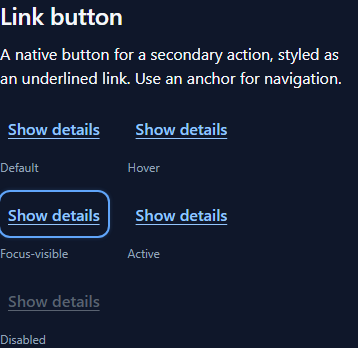 Link button
A native button for a secondary action, styled as
an underlined link. Use an anchor for navigation.
Show details Show details
Default Hover
Show details Show details
Focus-visible Active
Show details
Disabled